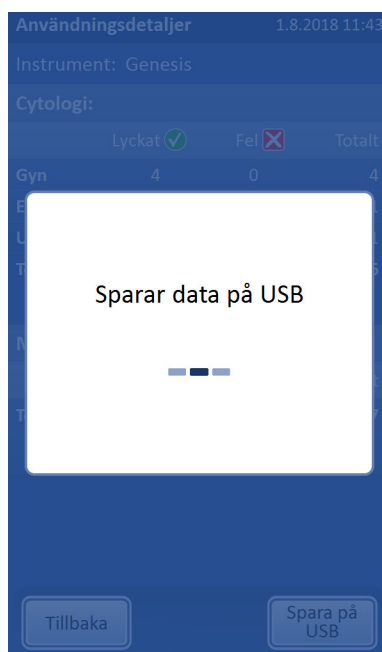 Användningsdetaljer 1.8.2018 11:43
Instrument: Genesis
Cytologi:
Lyckat Fel Totalt
Gyn 4 0 4
Sparar data på USB
Tillbaka
Spara på
USB